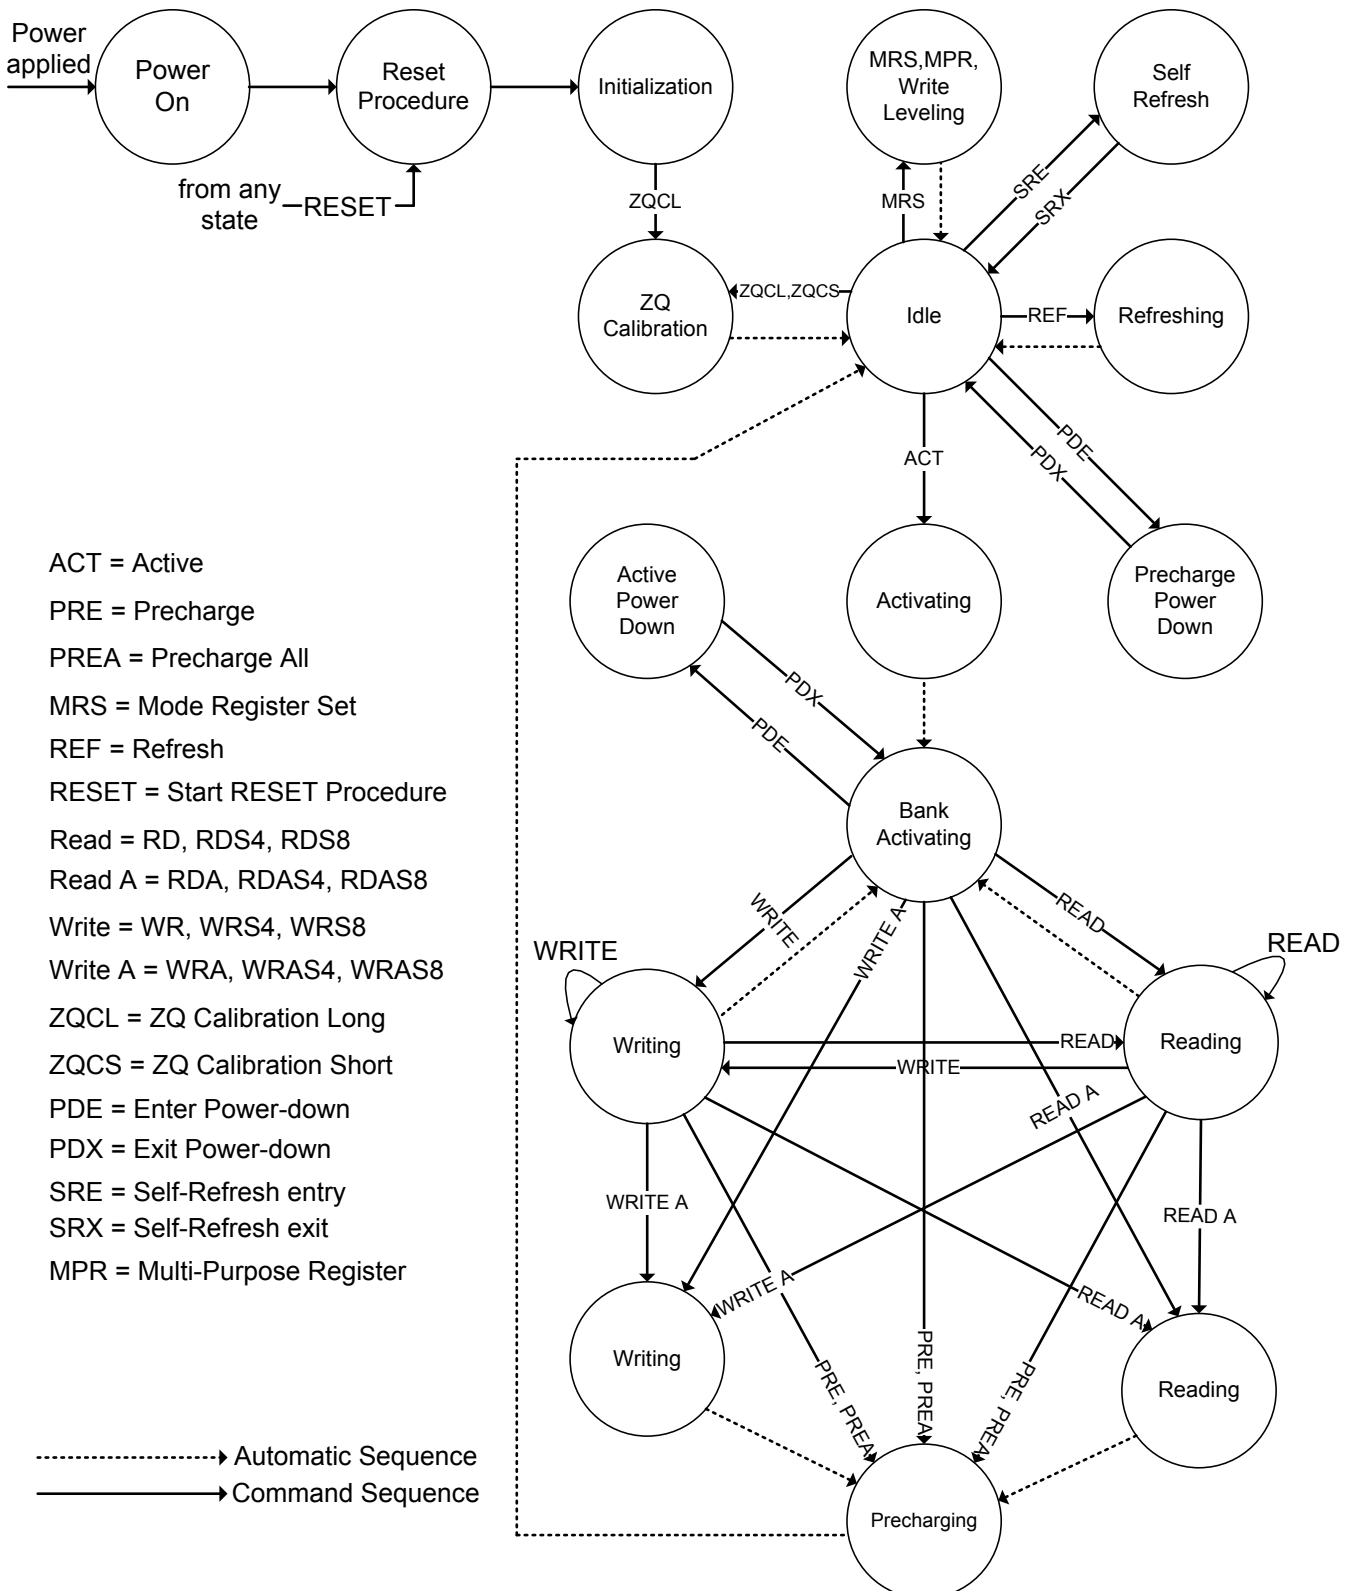 Power
applied
Power
On
Reset
Procedure
Initialization
MRS,MPR,
Write
Leveling
Self
Refresh
from any
state
RESET
ZQCL
MRS
SRE
SRX
ZQ
Calibration
ZQCL,ZQCS
Idle
REF
Refreshing
ACT
PDE
PDX
Active
Power
Down
Activating
Precharge
Power
Down
PDX
PDE
Bank
Activating
WRITE
WRITE A
READ
WRITE
READ
Writing
READ
Reading
WRITE
READ A
WRITE A
READ A
WRITE A
READ A
Writing
PRE, PREA
PRE, PREA
PRE, PREA
Reading
Precharging
ACT = Active
PRE = Precharge
PREA = Precharge All
MRS = Mode Register Set
REF = Refresh
RESET = Start RESET Procedure
Read = RD, RDS4, RDS8
Read A = RDA, RDAS4, RDAS8
Write = WR, WRS4, WRS8
Write A = WRA, WRAS4, WRAS8
ZQCL = ZQ Calibration Long
ZQCS = ZQ Calibration Short
PDE = Enter Power-down
PDX = Exit Power-down
SRE = Self-Refresh entry
SRX = Self-Refresh exit
MPR = Multi-Purpose Register
Automatic Sequence
Command Sequence